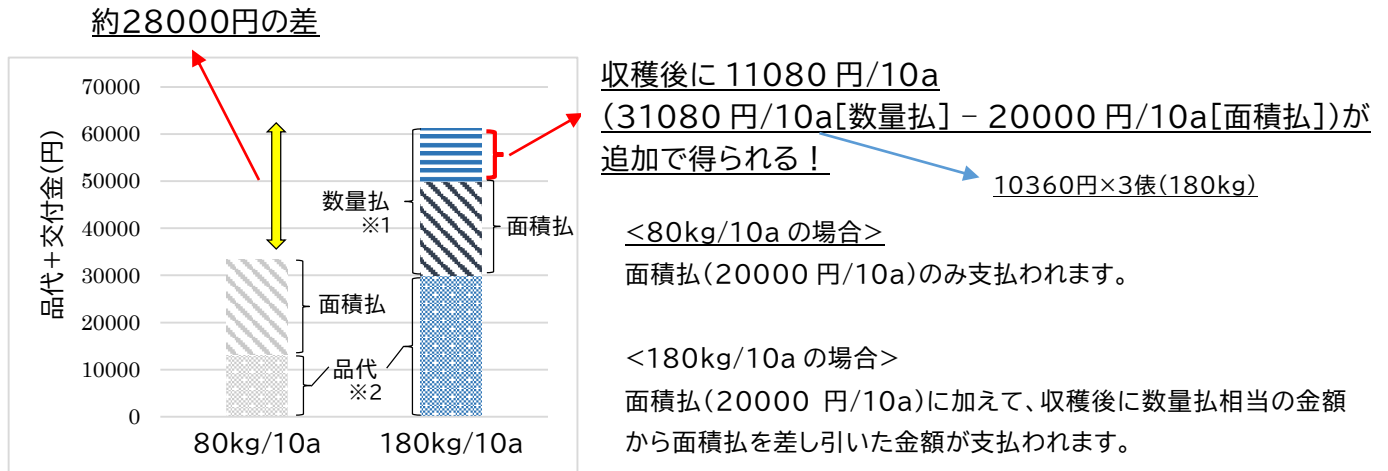 約28000円の差
収穫後に 11080 円/10a
(31080 円/10a[数量払] － 20000 円/10a[面積払])が
追加で得られる！
10360円×3俵(180kg)
品代＋交付金(円)
70000
60000
50000
40000
30000
20000
10000
0
数量払
※1
面積払
面積払
品代
※2
80kg/10a
180kg/10a
<80kg/10a の場合>
面積払(20000 円/10a)のみ支払われます。
<180kg/10a の場合>
面積払(20000 円/10a)に加えて、収穫後に数量払相当の金額
から面積払を差し引いた金額が支払われます。